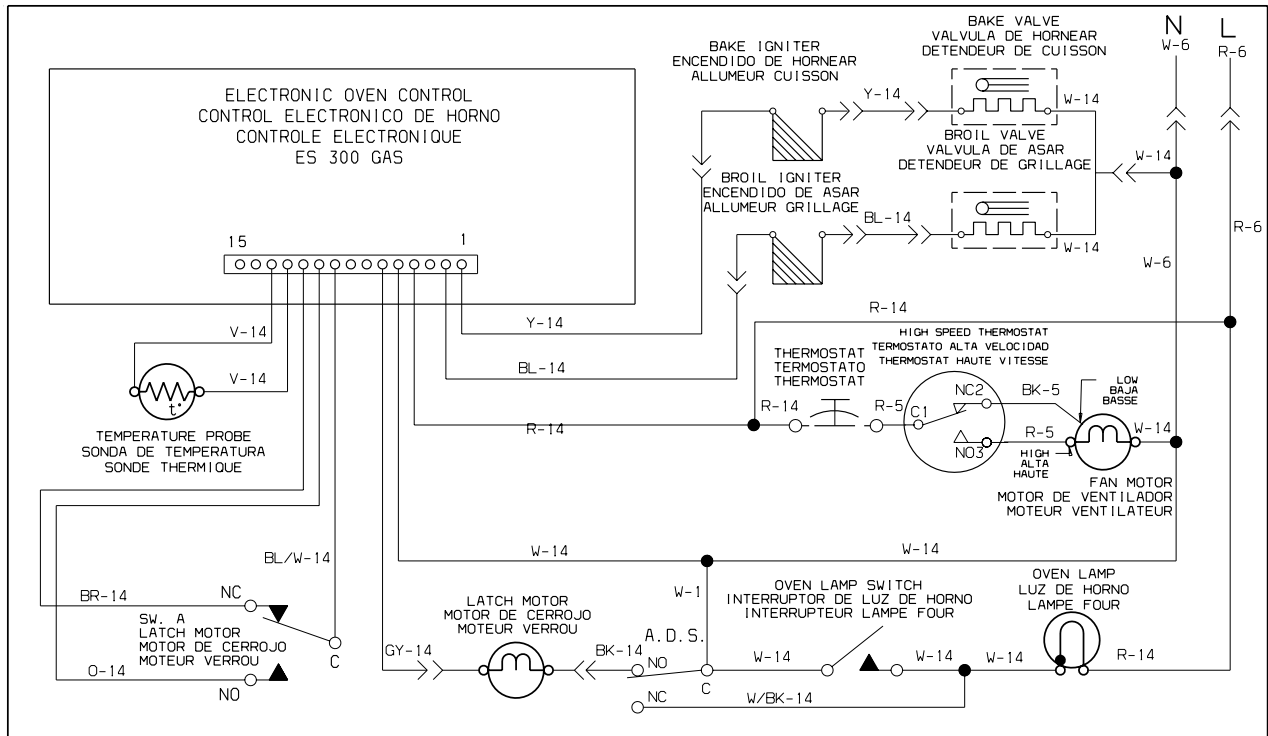 ELECTRONIC OVEN CONTROL
CONTROL ELECTRONICO DE HORNO
CONTROLE ELECTRONIQUE
ES 300 GAS
15
1
BAKE IGNITER
ENCENDIDO DE HORNEAR
ALLUMEUR CUISSON
BAKE VALVE
VALVULA DE HORNEAR
DETENDEUR DE CUISSON
N
L
W-6
R-6
Y-14
W-14
BROIL VALVE
VALVULA DE ASAR
DETENDEUR DE GRILLAGE
W-14
BROIL IGNITER
ENCENDIDO DE ASAR
ALLUMEUR GRILLAGE
BL-14
W-14
R-6
W-6
V-14
V-14
t°
TEMPERATURE PROBE
SONDA DE TEMPERATURA
SONDE THERMIQUE
Y-14
BL-14
R-14
R-14
HIGH SPEED THERMOSTAT
TERMOSTATO ALTA VELOCIDAD
THERMOSTAT HAUTE VITESSE
THERMOSTAT
TERMOSTATO
THERMOSTAT
R-14
R-5
C1
NC2
NO3
BK-5
R-5
LOW
BAJA
BASSE
HIGH
ALTA
HAUTE
W-14
FAN MOTOR
MOTOR DE VENTILADOR
MOTEUR VENTILATEUR
W-14
W-14
BL/W-14
W-1
BR-14
NC
SW. A
LATCH MOTOR
MOTOR DE CERROJO
MOTEUR VERROU
C
O-14
NO
LATCH MOTOR
MOTOR DE CERROJO
MOTEUR VERROU
GY-14
BK-14
A.D.S.
NO
C
NC
OVEN LAMP SWITCH
INTERRUPTOR DE LUZ DE HORNO
INTERRUPTEUR LAMPE FOUR
W-14
W-14
W/BK-14
OVEN LAMP
LUZ DE HORNO
LAMPE FOUR
W-14
R-14